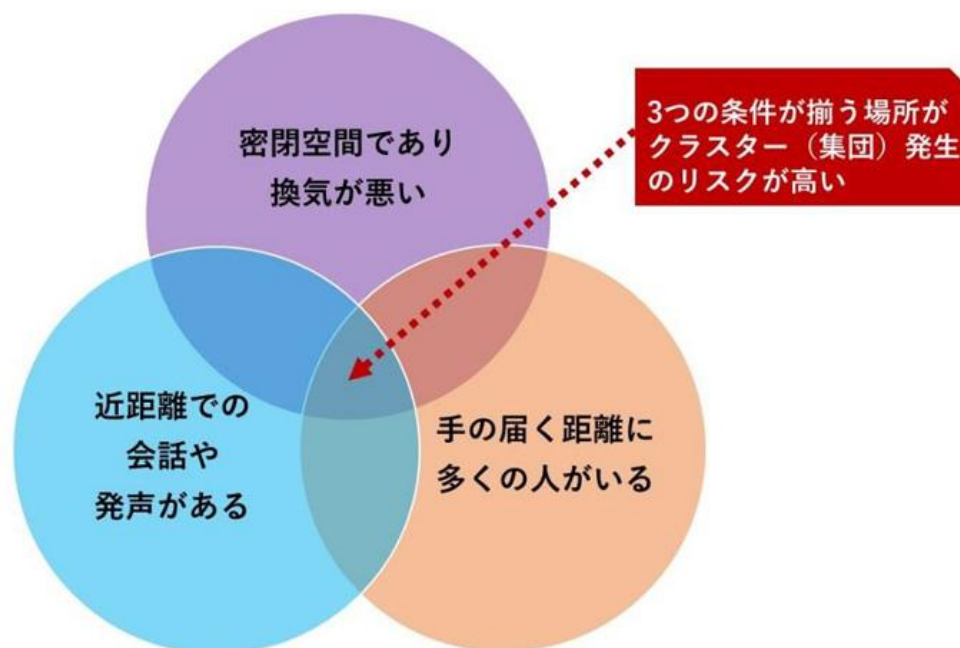 密閉空間であり
換気が悪い
3つの条件が揃う場所が
クラスター（集団）発生
のリスクが高い
近距離での
会話や
発声がある
手の届く距離に
多くの人がいる